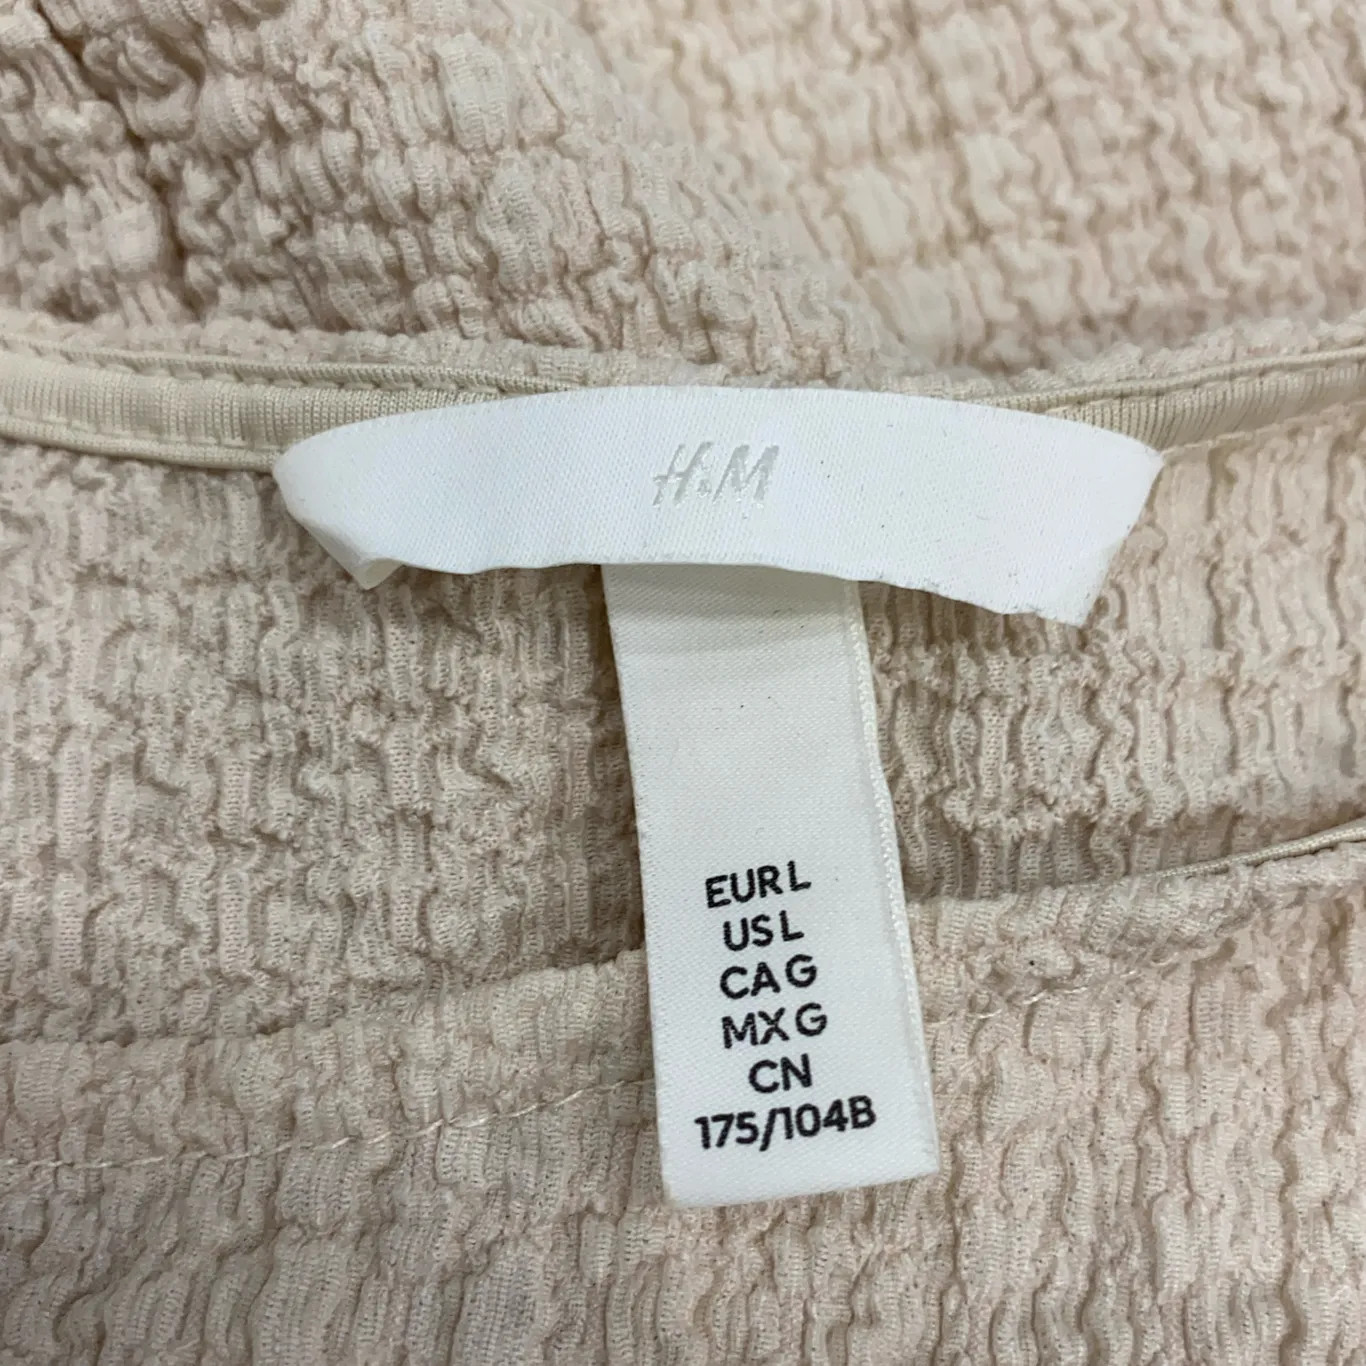 H&M
EUR L
US L
CA G
MX G
CN
175/104B